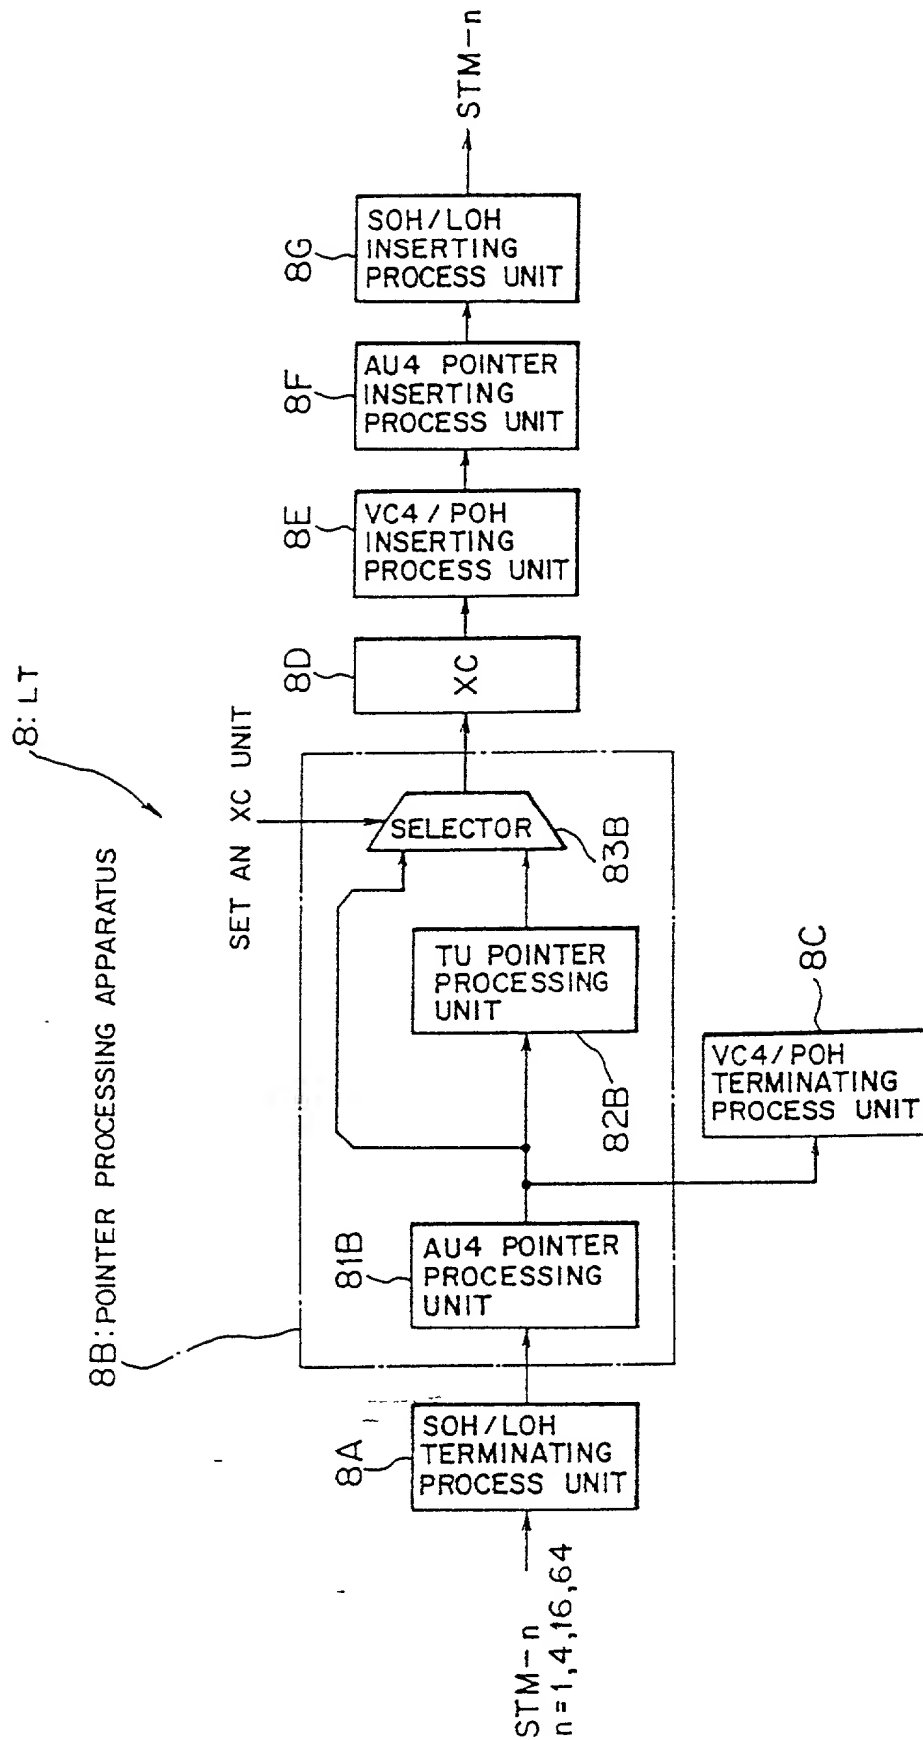 8:LT
8B:POINTER PROCESSING APPARATUS
SET AN XC UNIT
STM-n
n=1,4,16,64
8A
SOH/LOH
TERMINATING
PROCESS UNIT
81B
AU4 POINTER
PROCESSING
UNIT
82B
TU POINTER
PROCESSING
UNIT
SELECTOR
83B
8C
VC4/POH
TERMINATING
PROCESS UNIT
8D
XC
8E
VC4/POH
INSERTING
PROCESS UNIT
8F
AU4 POINTER
INSERTING
PROCESS UNIT
8G
SOH/LOH
INSERTING
PROCESS UNIT
STM-n